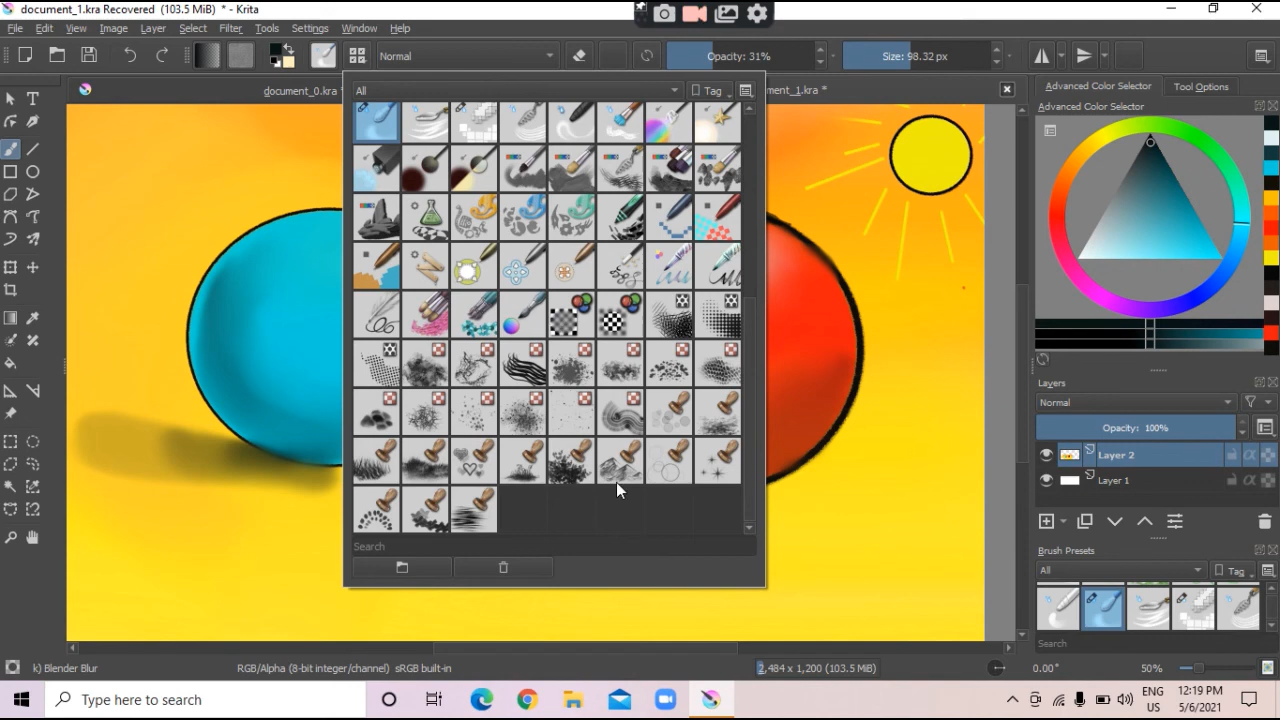 document_1.kra Recovered (103.5 MiB) * - Krita
File Edit View Image Layer Select Filter Tools Settings Window Help
Normal Opacity: 31% Size: 98.32 px
document_0.kra * ment_1.kra *
All Tag
Search
Advanced Color Selector Tool Options
Advanced Color Selector
Layers
Normal
Opacity: 100%
Layer 2
Layer 1
Brush Presets
All Tag
Search
k) Blender Blur RGB/Alpha (8-bit integer/channel) sRGB built-in 2,484 x 1,200 (103.5 MiB) 0.00° 50%
Type here to search ENG US 12:19 PM 5/6/2021